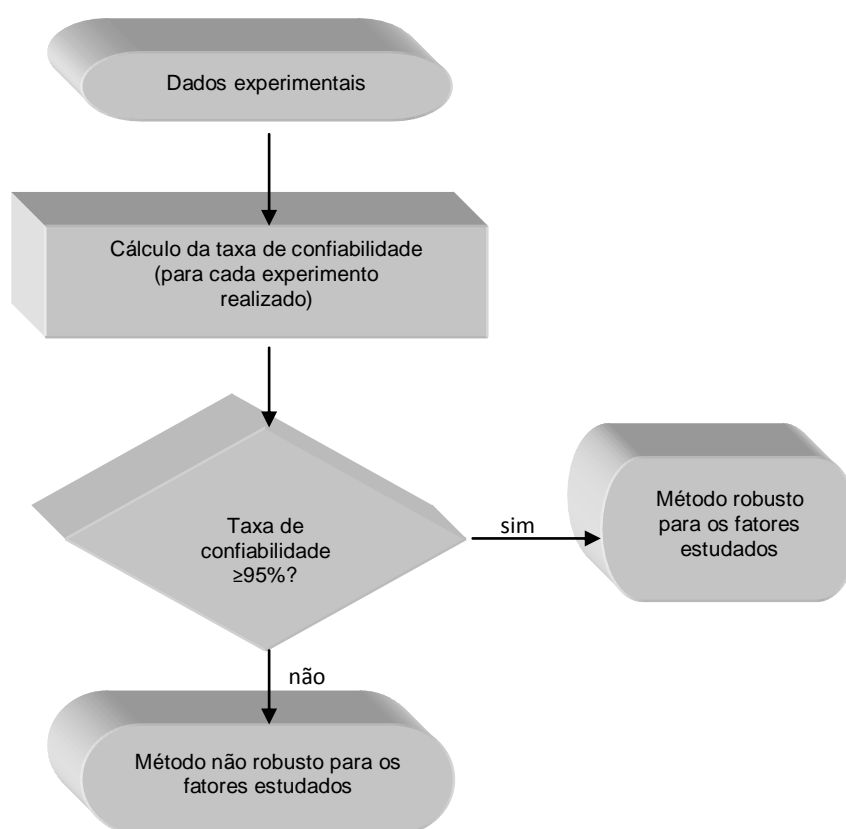 Dados experimentais
Cálculo da taxa de confiabilidade
(para cada experimento
realizado)
Taxa de
confiabilidade
≥95%?
sim
Método robusto
para os fatores
estudados
não
Método não robusto para os
fatores estudados